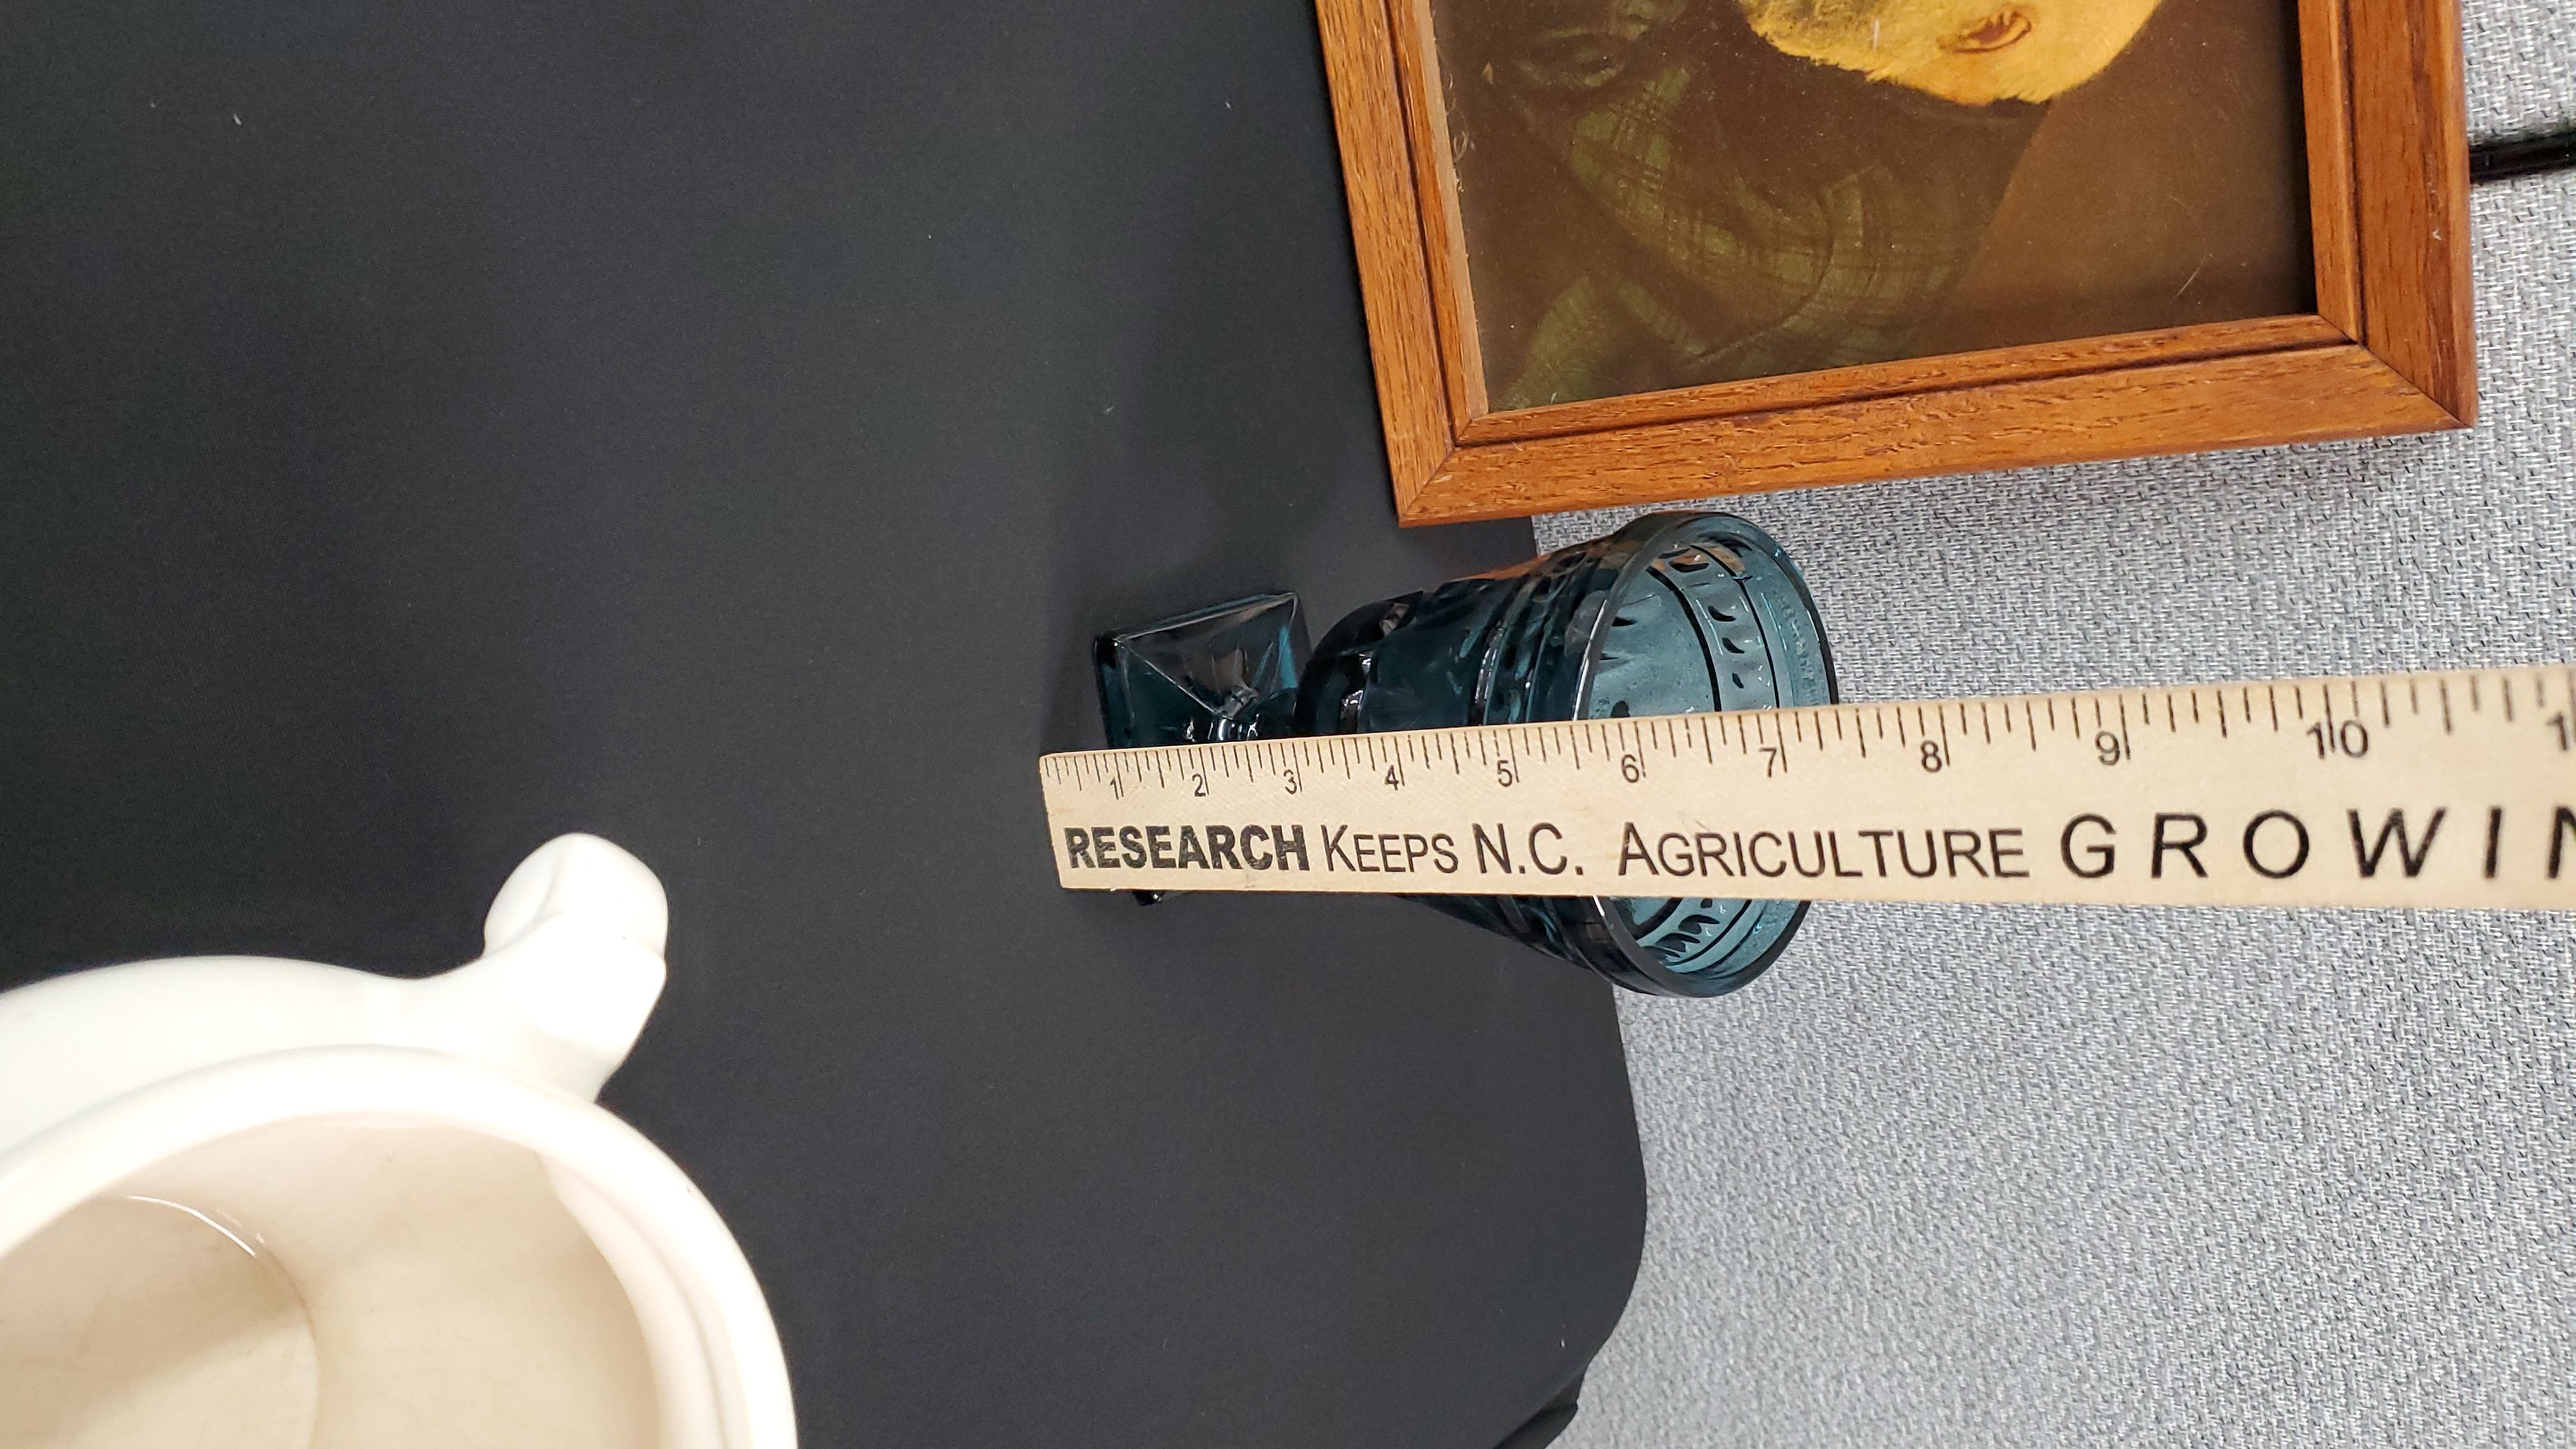 1 2 3 4 5 6 7 8 9 10
RESEARCH KEEPS N.C. AGRICULTURE GROWIN